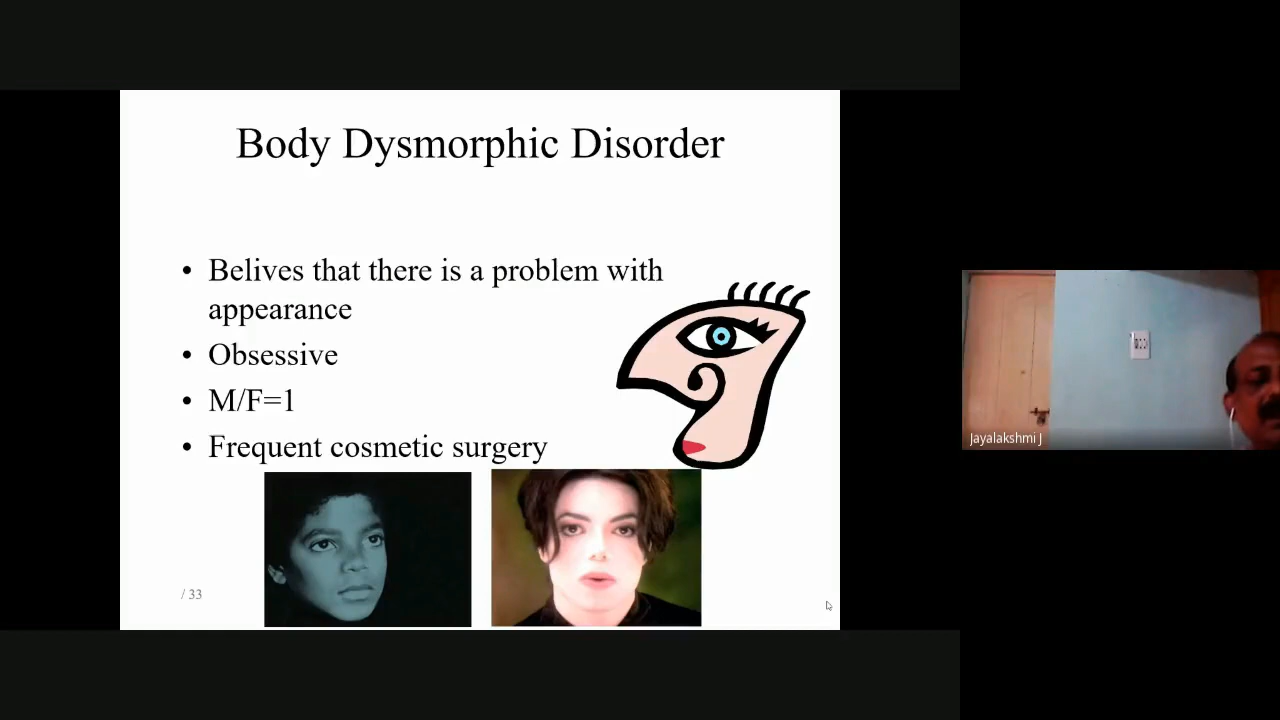 Body Dysmorphic Disorder
• Belives that there is a problem with
appearance
• Obsessive
• M/F=1
• Frequent cosmetic surgery
/ 33
Jayalakshmi J